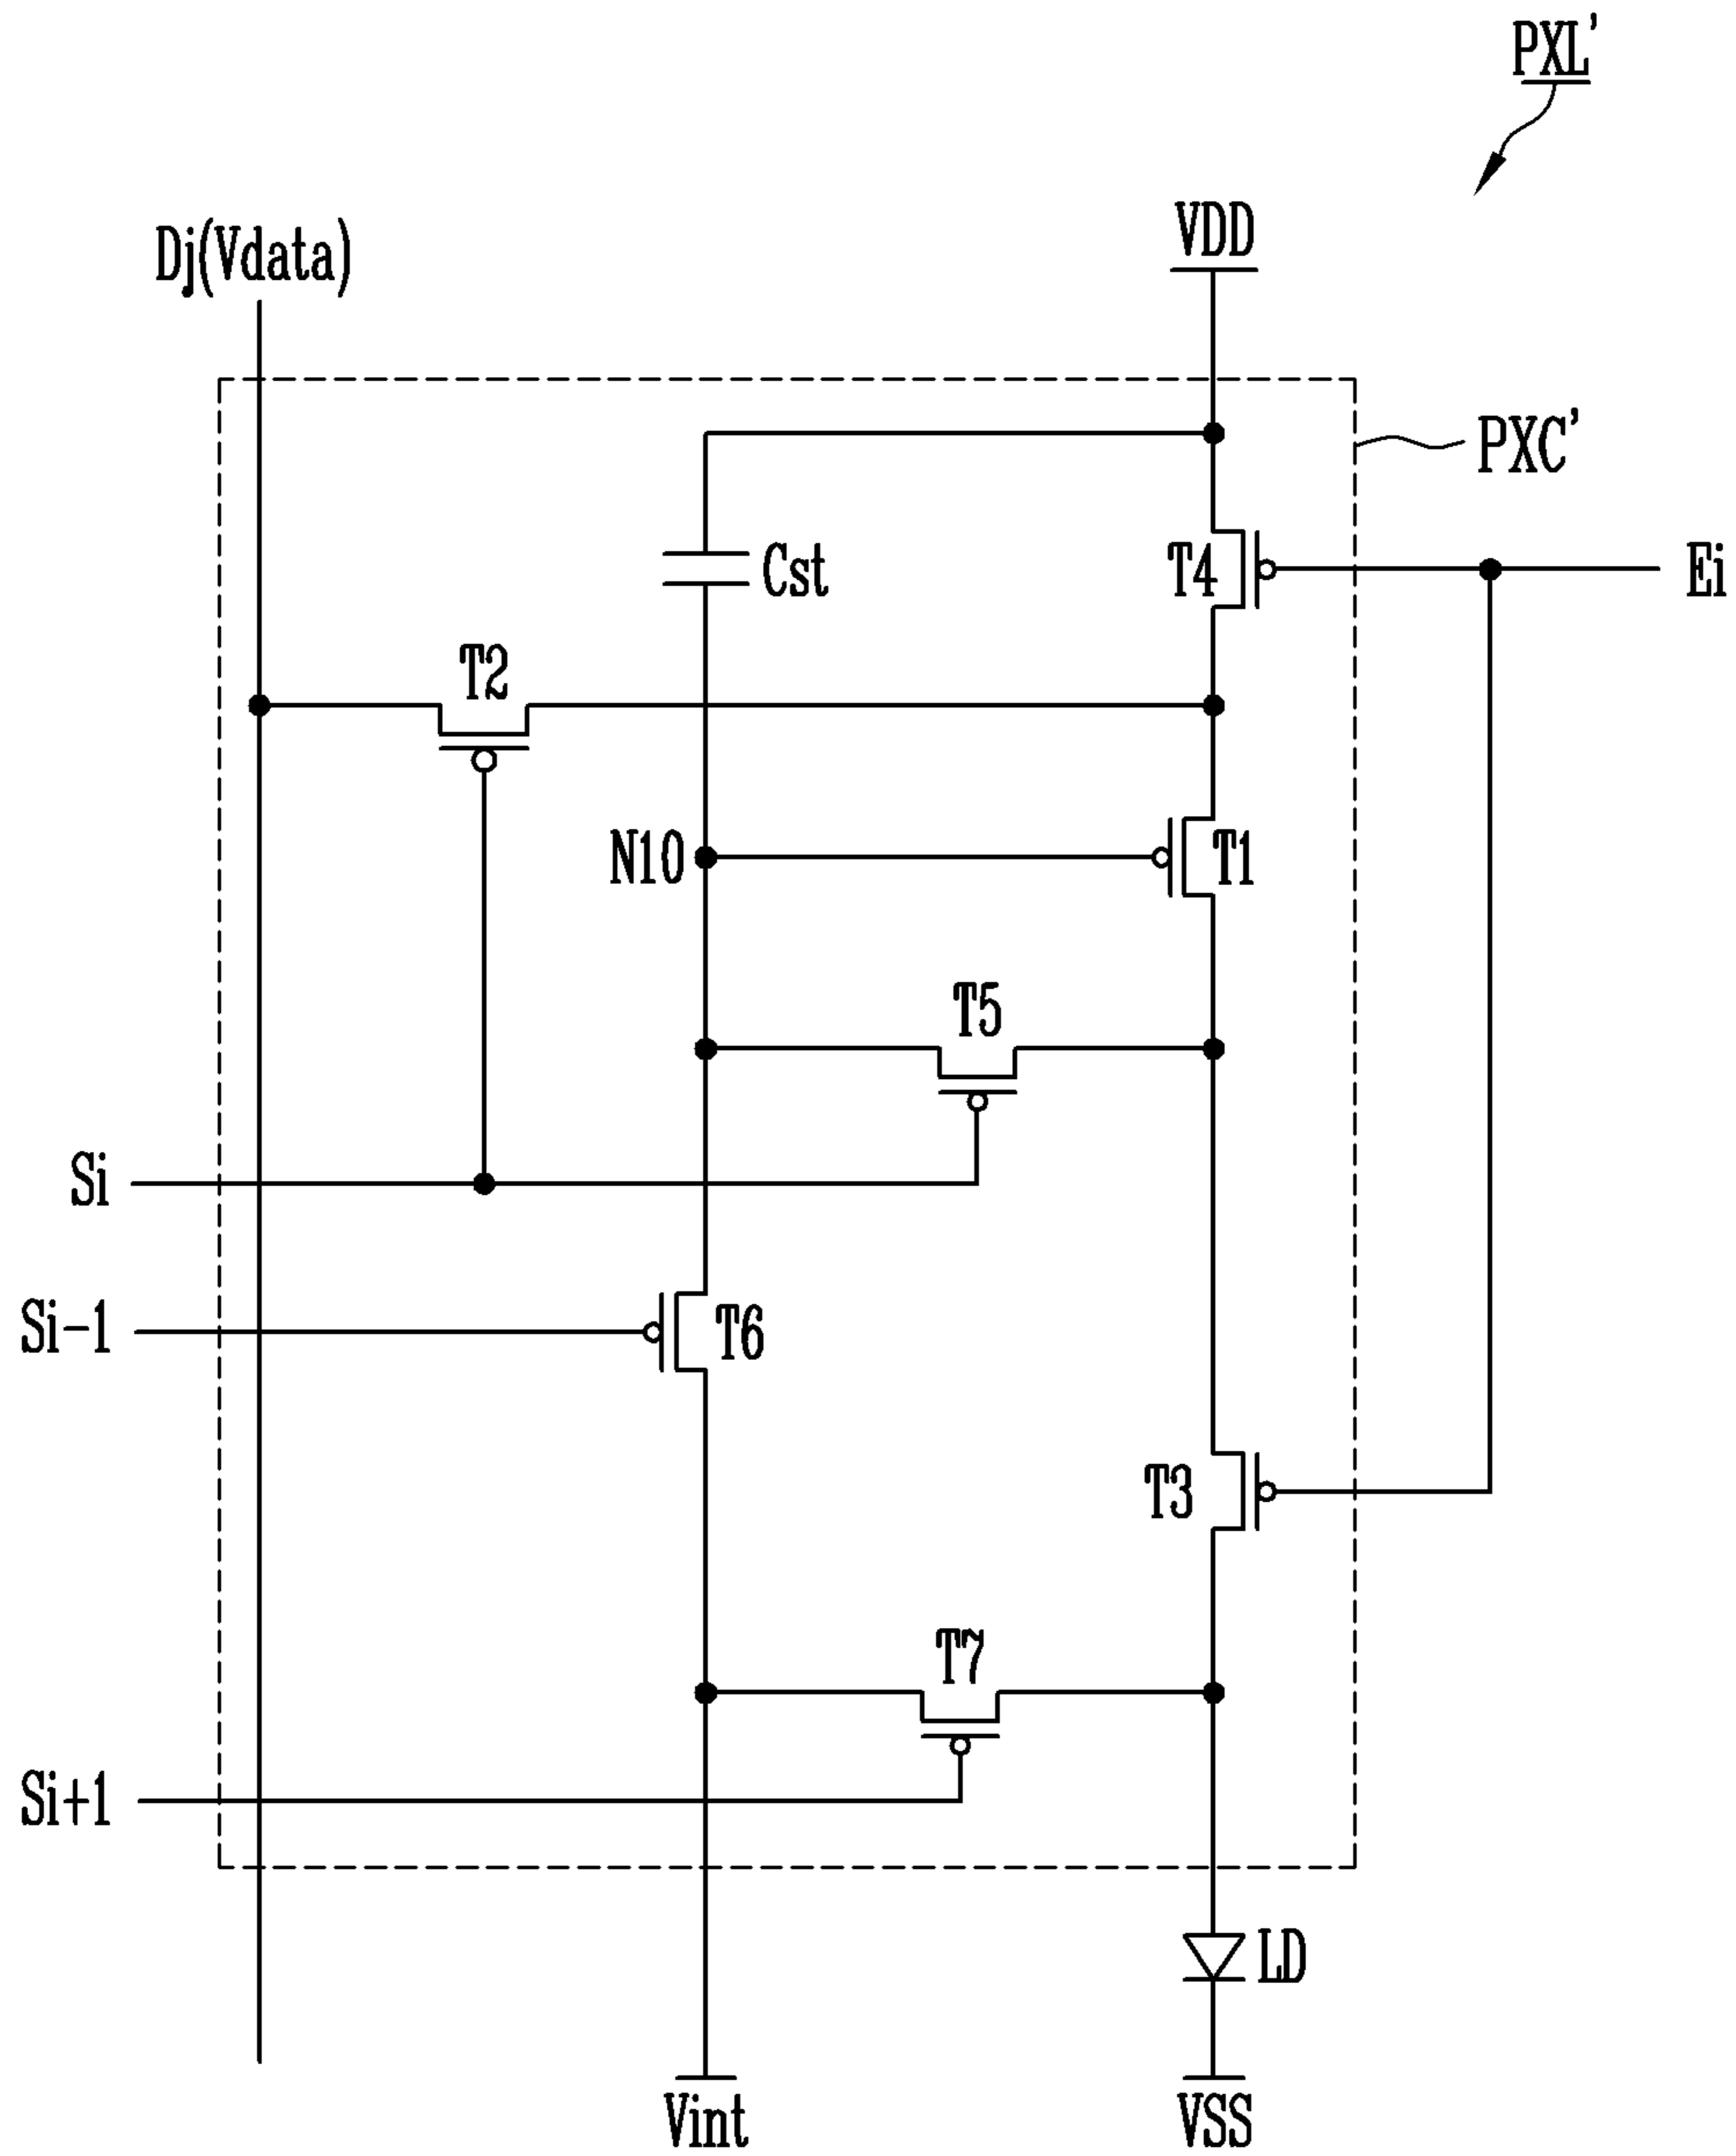 PXL'
VDD
Dj(Vdata)
PXC'
Cst
T4
Ei
T2
N10
T1
T5
Si
Si-1
T6
T3
T7
Si+1
LD
Vint
VSS